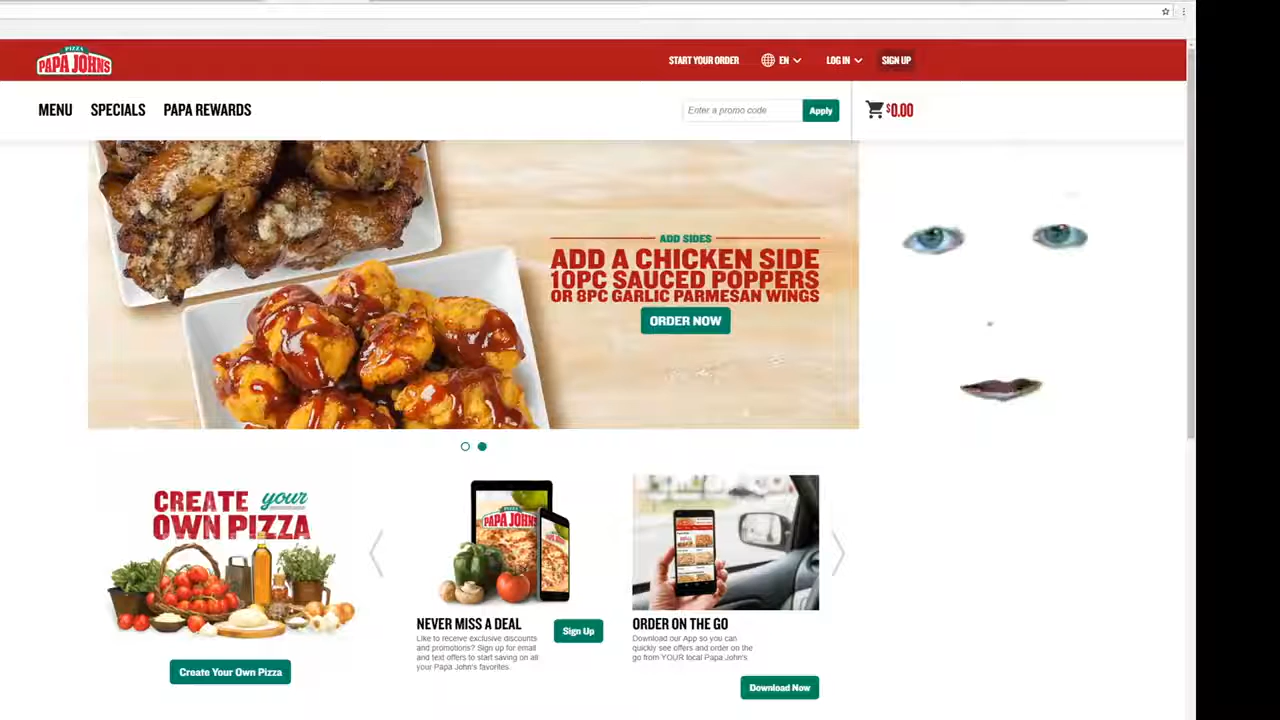 PIZZA
PAPA JOHNS
START YOUR ORDER
EN
LOG IN
SIGN UP
MENU
SPECIALS
PAPA REWARDS
Enter a promo code
Apply
$0.00
ADD SIDES
ADD A CHICKEN SIDE
10PC SAUCED POPPERS
OR 8PC GARLIC PARMESAN WINGS
ORDER NOW
CREATE your
OWN PIZZA
Create Your Own Pizza
PIZZA
PAPA JOHNS
NEVER MISS A DEAL
Like to receive exclusive discounts
and promotions? Sign up for email
and text offers to start saving on all
your Papa John's favorites.
Sign Up
ORDER ON THE GO
Download our App so you can
quickly see offers and order on the
go from YOUR local Papa John's
Download Now